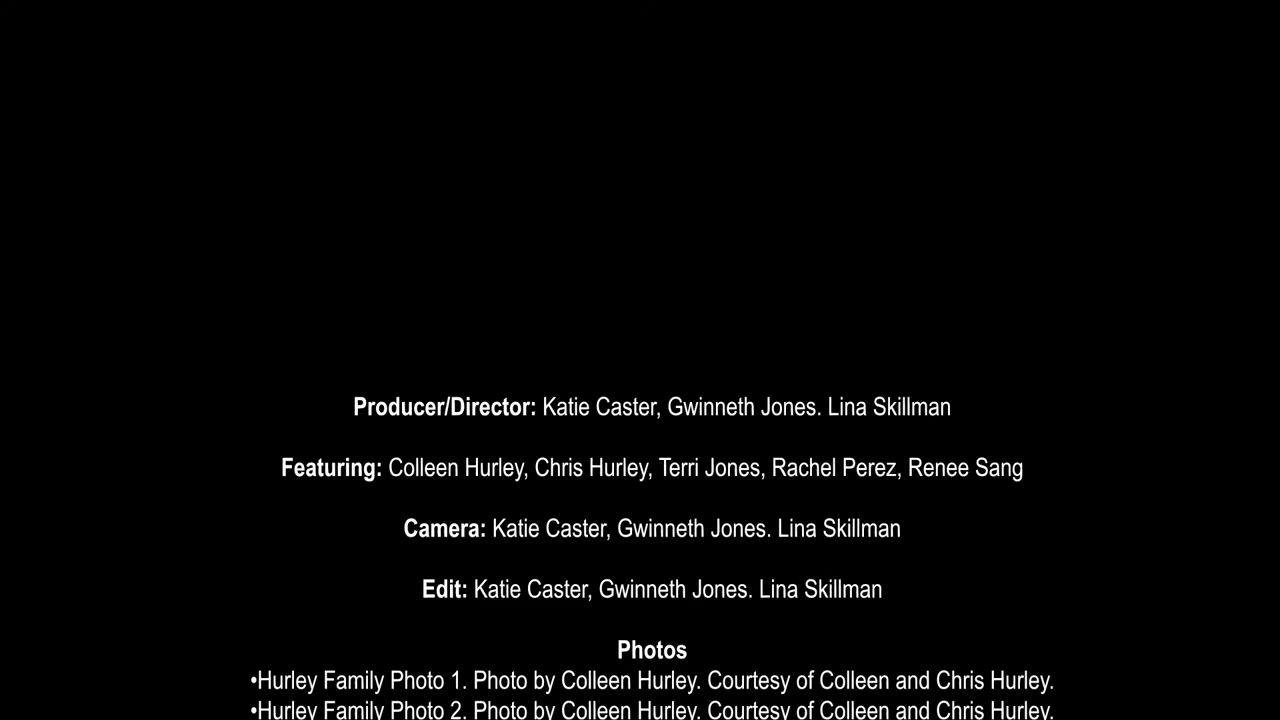 Producer/Director: Katie Caster, Gwinneth Jones. Lina Skillman
Featuring: Colleen Hurley, Chris Hurley, Terri Jones, Rachel Perez, Renee Sang
Camera: Katie Caster, Gwinneth Jones. Lina Skillman
Edit: Katie Caster, Gwinneth Jones. Lina Skillman
Photos
•Hurley Family Photo 1. Photo by Colleen Hurley. Courtesy of Colleen and Chris Hurley.
•Hurley Family Photo 2. Photo by Colleen Hurley. Courtesy of Colleen and Chris Hurley.